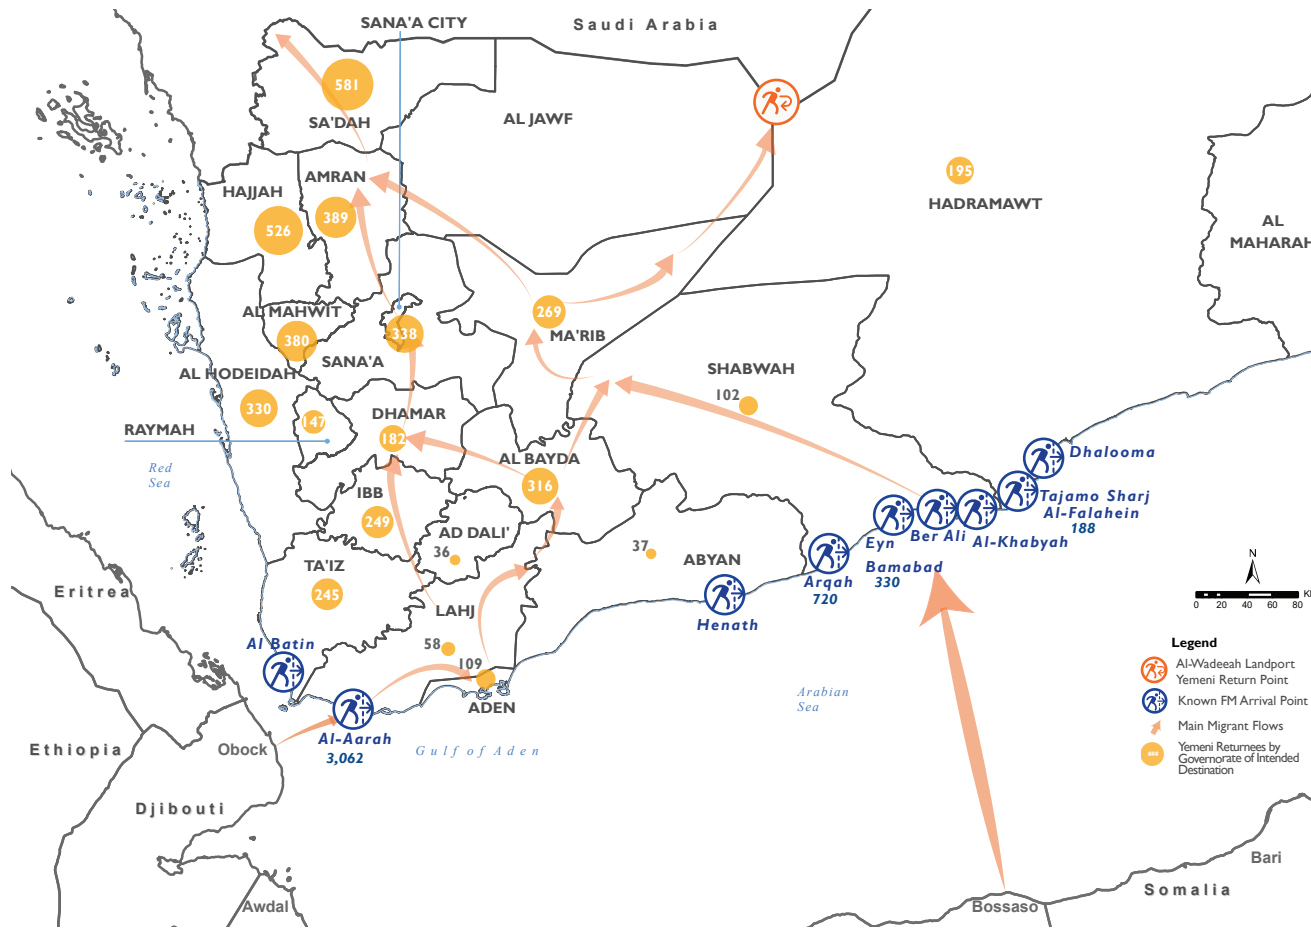 SANA'A CITY
Saudi Arabia
581
SA'DAH
AL JAWF
AMRAN
HAJJAH
195
HADRAMAWT
389
526
AL
MAHARAH
AL MAHWIT
269
MA'RIB
338
380
SANA'A
SHABWAH
102
AL HODEIDAH
330
147
DHAMAR
182
RAYMAH
AL BAYDA
316
Red
Sea
IBB
249
AD DALI'
36
37
ABYAN
TA'IZ
245
LAHJ
58
109
ADEN
Dhalooma
Tajamo Sharj
Al-Falahein
188
Al-Khabyah
Ber Ali
Eyn
Bamabad
330
Arqah
720
Henath
Al Batin
Al-Aarah
3,062
Eritrea
Ethiopia
Obock
Djibouti
Awdal
Gulf of Aden
Arabian
Sea
Bari
Somalia
Bossaso
N
0 20 40 60 80
Legend
Al-Wadeeah Landport
Yemeni Return Point
Known FM Arrival Point
Main Migrant Flows
Yemeni Returnees by
Governorate of Intended
Destination